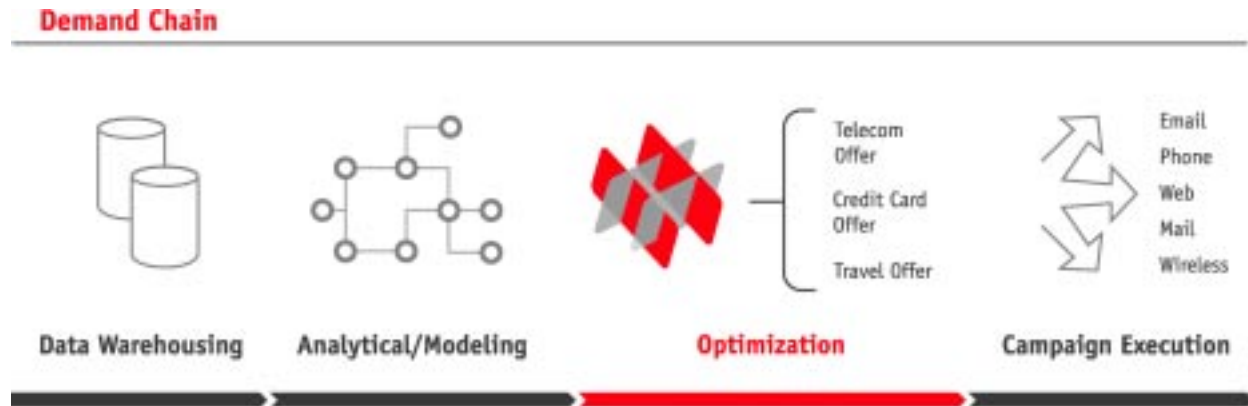 Demand Chain
Telecom
Offer
Credit Card
Offer
Travel Offer
Email
Phone
Web
Mail
Wireless
Data Warehousing
Analytical/Modeling
Optimization
Campaign Execution